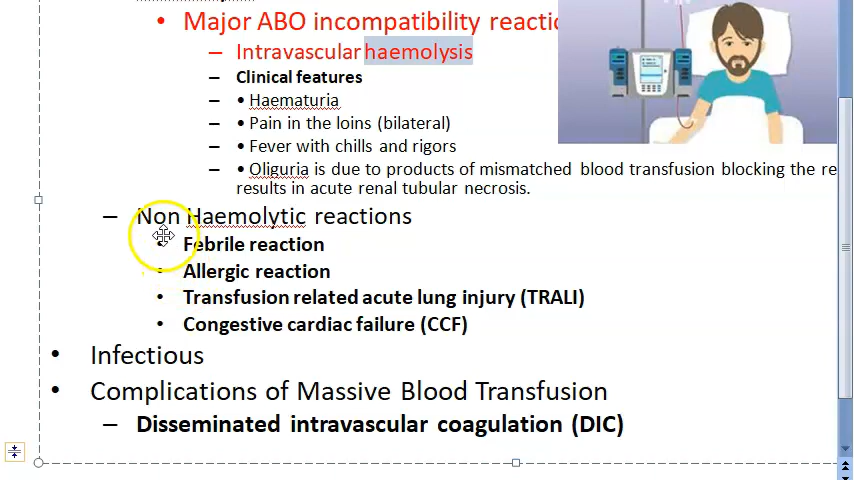 • Major ABO incompatibility reactio
– Intravascular haemolysis
– Clinical features
– • Haematuria
– • Pain in the loins (bilateral)
– • Fever with chills and rigors
– • Oliguria is due to products of mismatched blood transfusion blocking the re
results in acute renal tubular necrosis.
– Non Haemolytic reactions
• Febrile reaction
• Allergic reaction
• Transfusion related acute lung injury (TRALI)
• Congestive cardiac failure (CCF)
• Infectious
• Complications of Massive Blood Transfusion
– Disseminated intravascular coagulation (DIC)